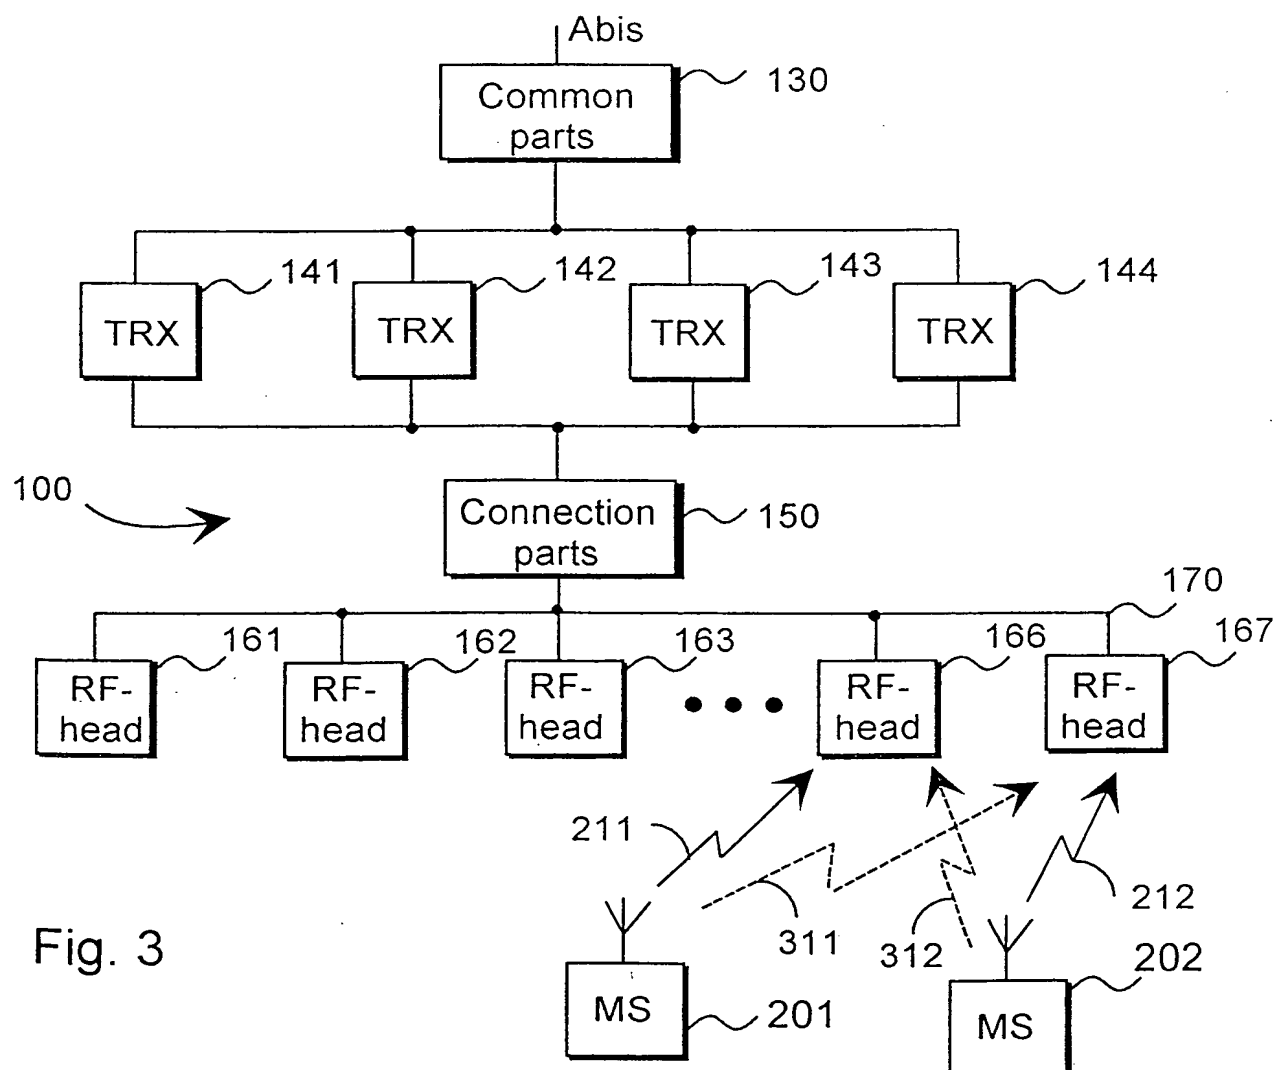 Abis
130
Common
parts
141
142
143
144
TRX
TRX
TRX
TRX
100
Connection
parts
150
170
161
162
163
166
167
RF-
head
RF-
head
RF-
head
RF-
head
RF-
head
211
311
312
212
Fig. 3
MS
201
202
MS